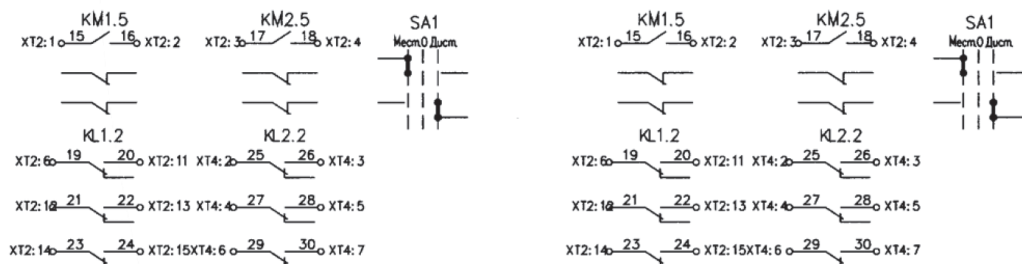 KM1.5 KM2.5 SA1
XT2:1 15 16 XT2:2 XT2:3 17 18 XT2:4 Мест. 0 Дист.
KL1.2 KL2.2
XT2:6 19 20 XT2:11 XT4:2 25 26 XT4:3
XT2:12 21 22 XT2:13 XT4:4 27 28 XT4:5
XT2:14 23 24 XT2:15 XT4:6 29 30 XT4:7
KM1.5 KM2.5 SA1
XT2:1 15 16 XT2:2 XT2:3 17 18 XT2:4 Мест. 0 Дист.
KL1.2 KL2.2
XT2:6 19 20 XT2:11 XT4:2 25 26 XT4:3
XT2:12 21 22 XT2:13 XT4:4 27 28 XT4:5
XT2:14 23 24 XT2:15 XT4:6 29 30 XT4:7